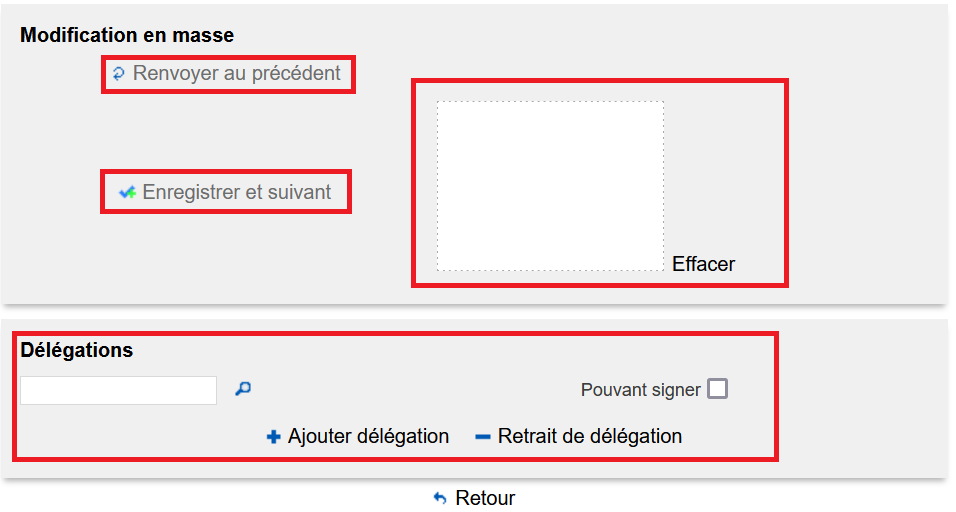 Modification en masse
Renvoyer au précédent
Enregistrer et suivant
Effacer
Délégations
Pouvant signer
Ajouter délégation Retrait de délégation
Retour